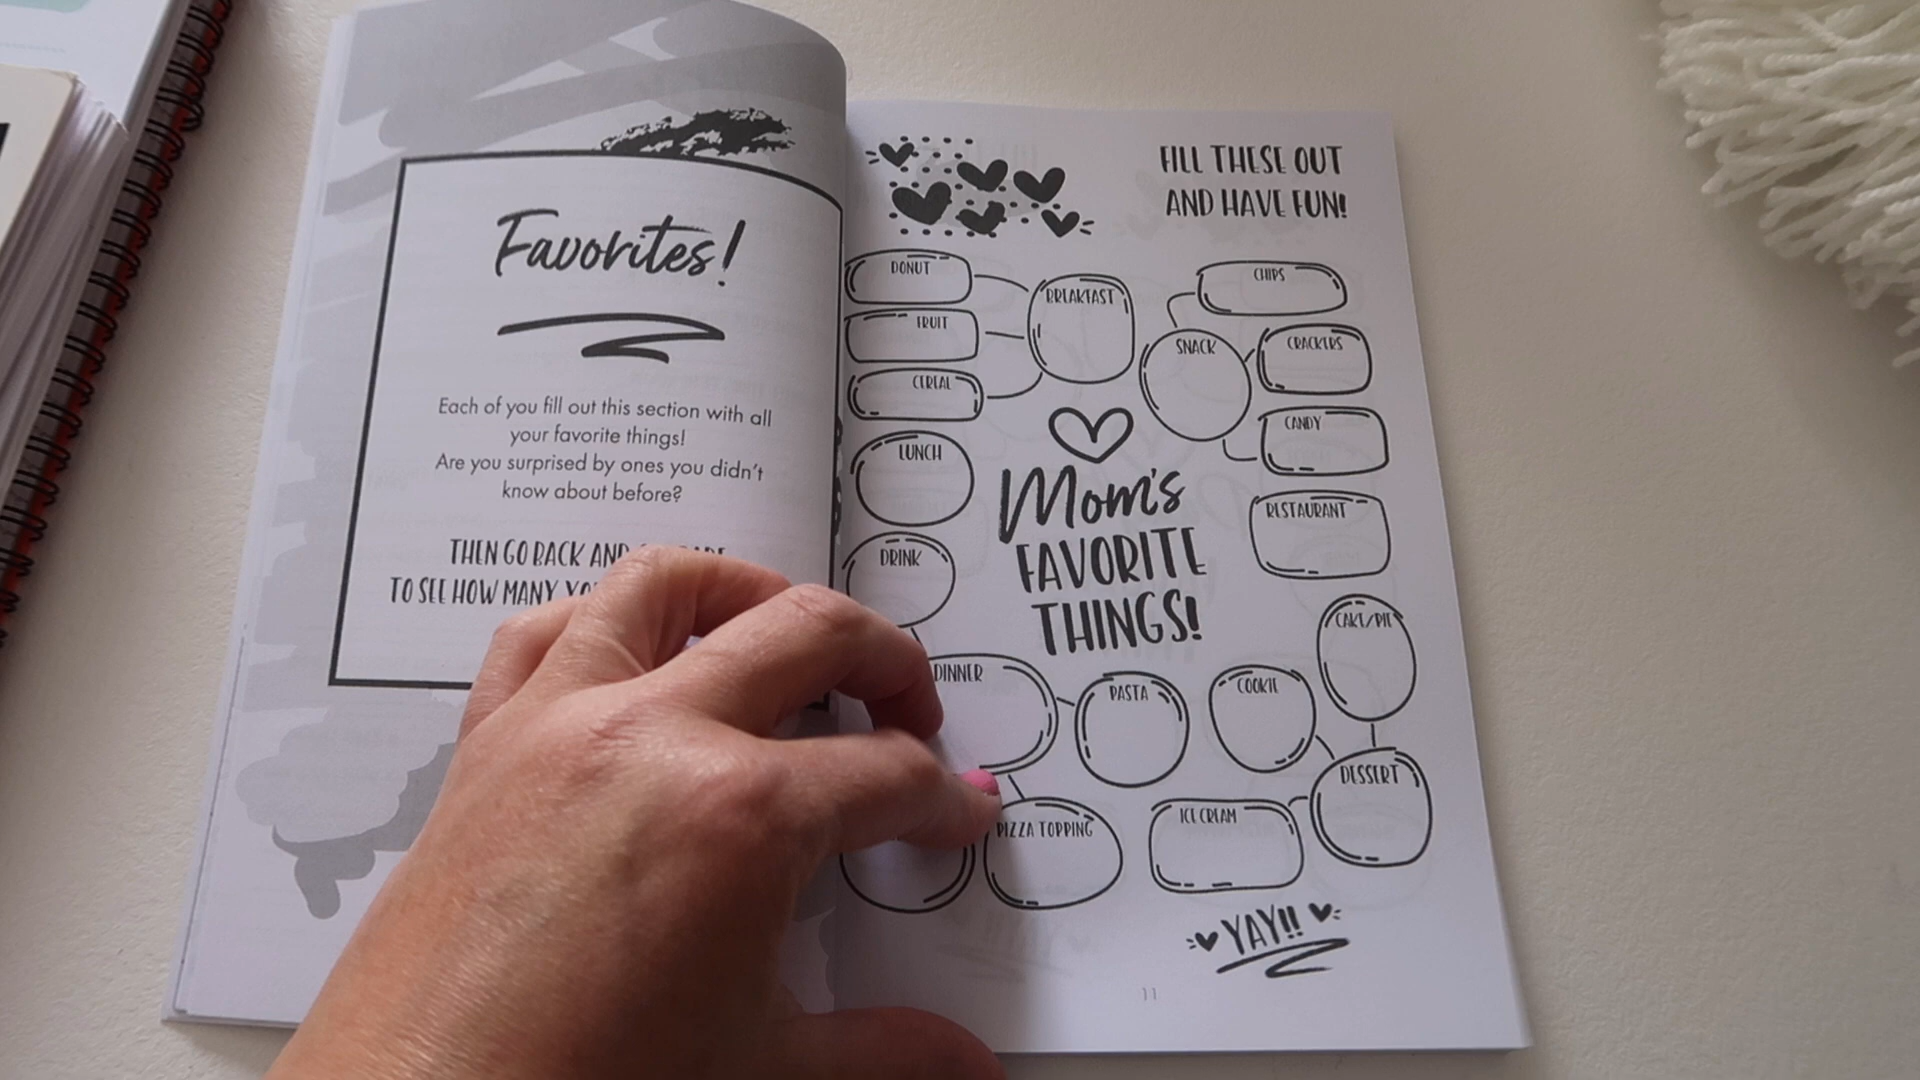 Favorites!
Each of you fill out this section with all
your favorite things!
Are you surprised by ones you didn't
know about before?
THEN GO BACK AND
TO SEE HOW MANY
FILL THESE OUT
AND HAVE FUN!
DONUT
FRUIT
CEREAL
BREAKFAST
CHIPS
SNACK
CRACKERS
CANDY
LUNCH
RESTAURANT
DRINK
Mom's
FAVORITE
THINGS!
DINNER
PASTA
COOKIE
CAKE/PIE
DESSERT
PIZZA TOPPING
ICE CREAM
YAY!!
11